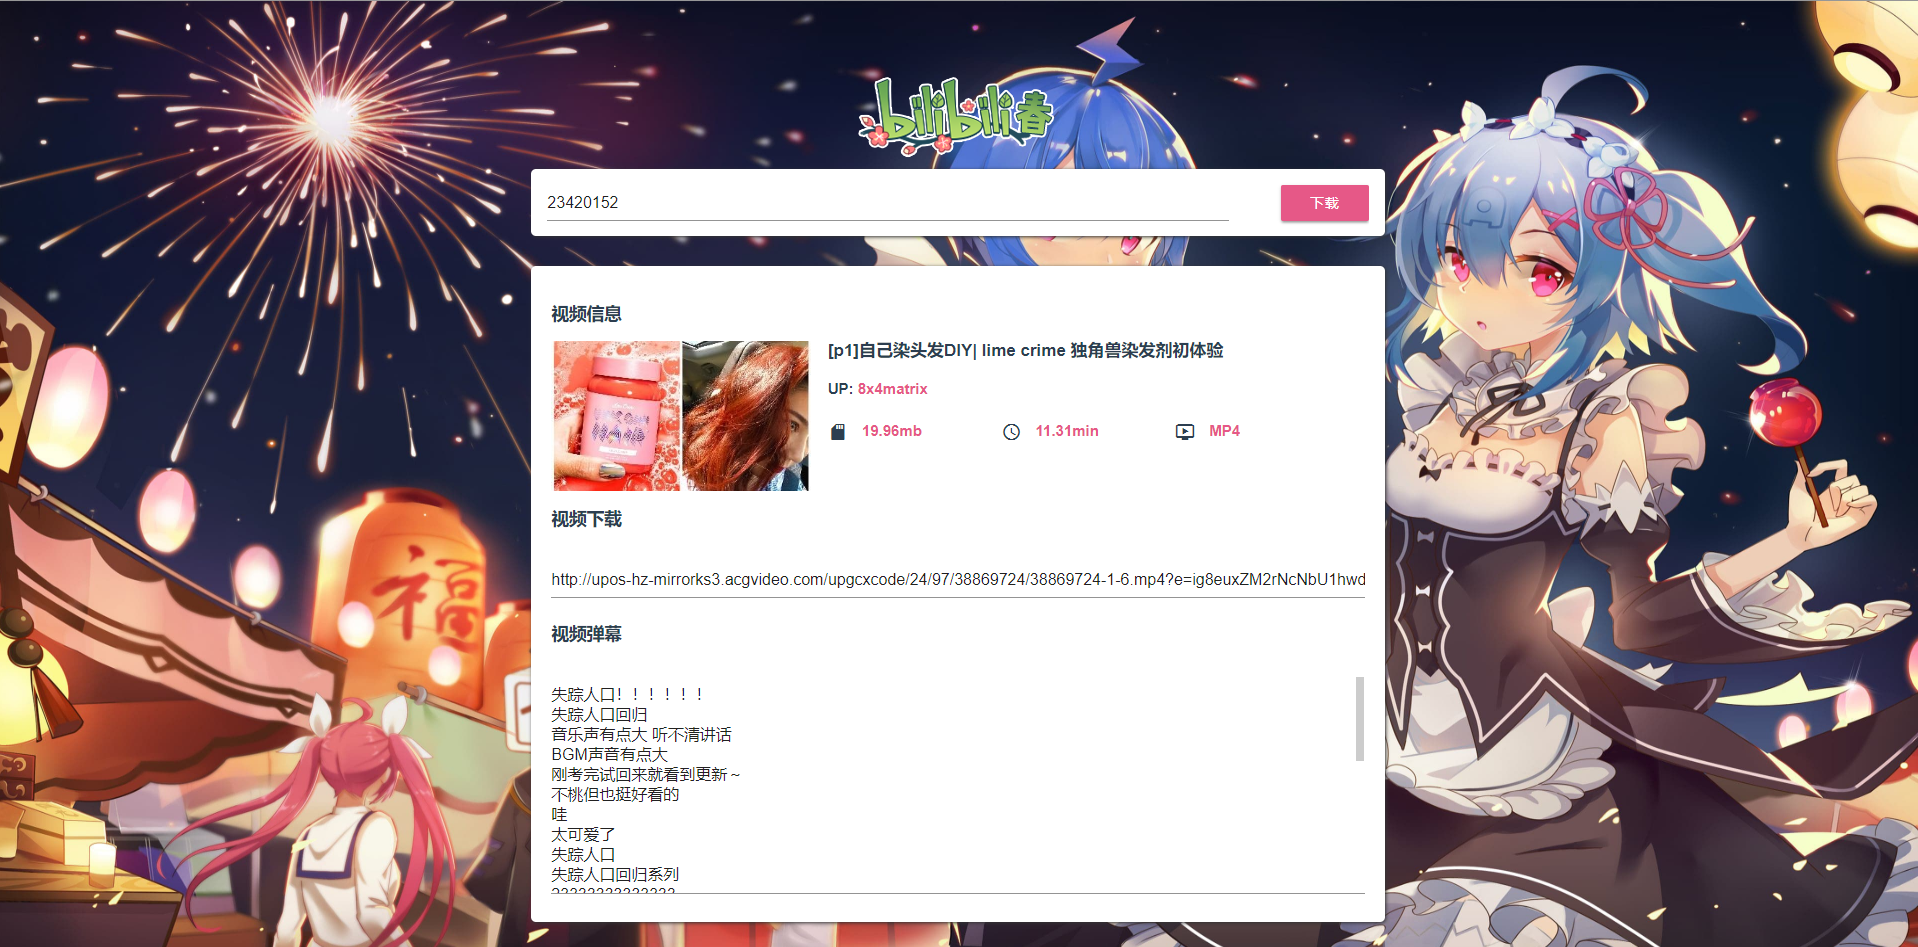 bilibili春
23420152
下载
视频信息
[p1]自己染头发DIY| lime crime 独角兽染发剂初体验
UP: 8x4matrix
19.96mb
11.31min
MP4
视频下载
http://upos-hz-mirrorks3.acgvideo.com/upgcxcode/24/97/38869724/38869724-1-6.mp4?e=ig8euxZM2rNcNbU1hwd
视频弹幕
失踪人口！！！！！！
失踪人口回归
音乐声有点大 听不清讲话
BGM声音有点大
刚考完试回来就看到更新～
不桃但也挺好看的
哇
太可爱了
失踪人口
失踪人口回归系列
福